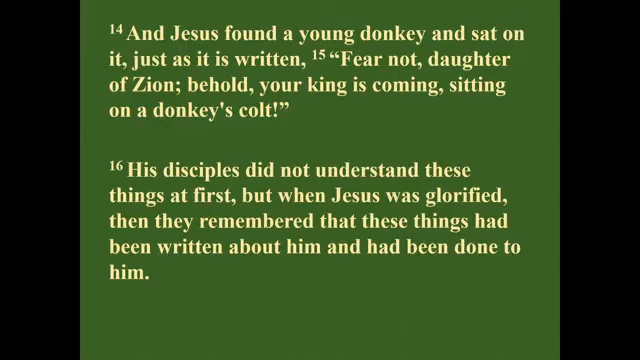 14 And Jesus found a young donkey and sat on
it, just as it is written, 15 “Fear not, daughter
of Zion; behold, your king is coming, sitting
on a donkey's colt!”
16 His disciples did not understand these
things at first, but when Jesus was glorified,
then they remembered that these things had
been written about him and had been done to
him.